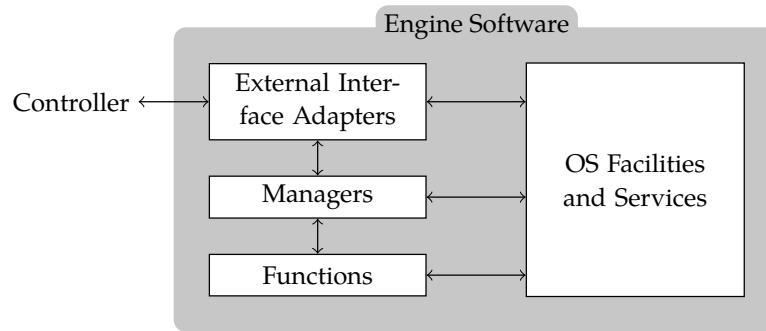 Engine Software
Controller
External Inter-
face Adapters
Managers
Functions
OS Facilities
and Services